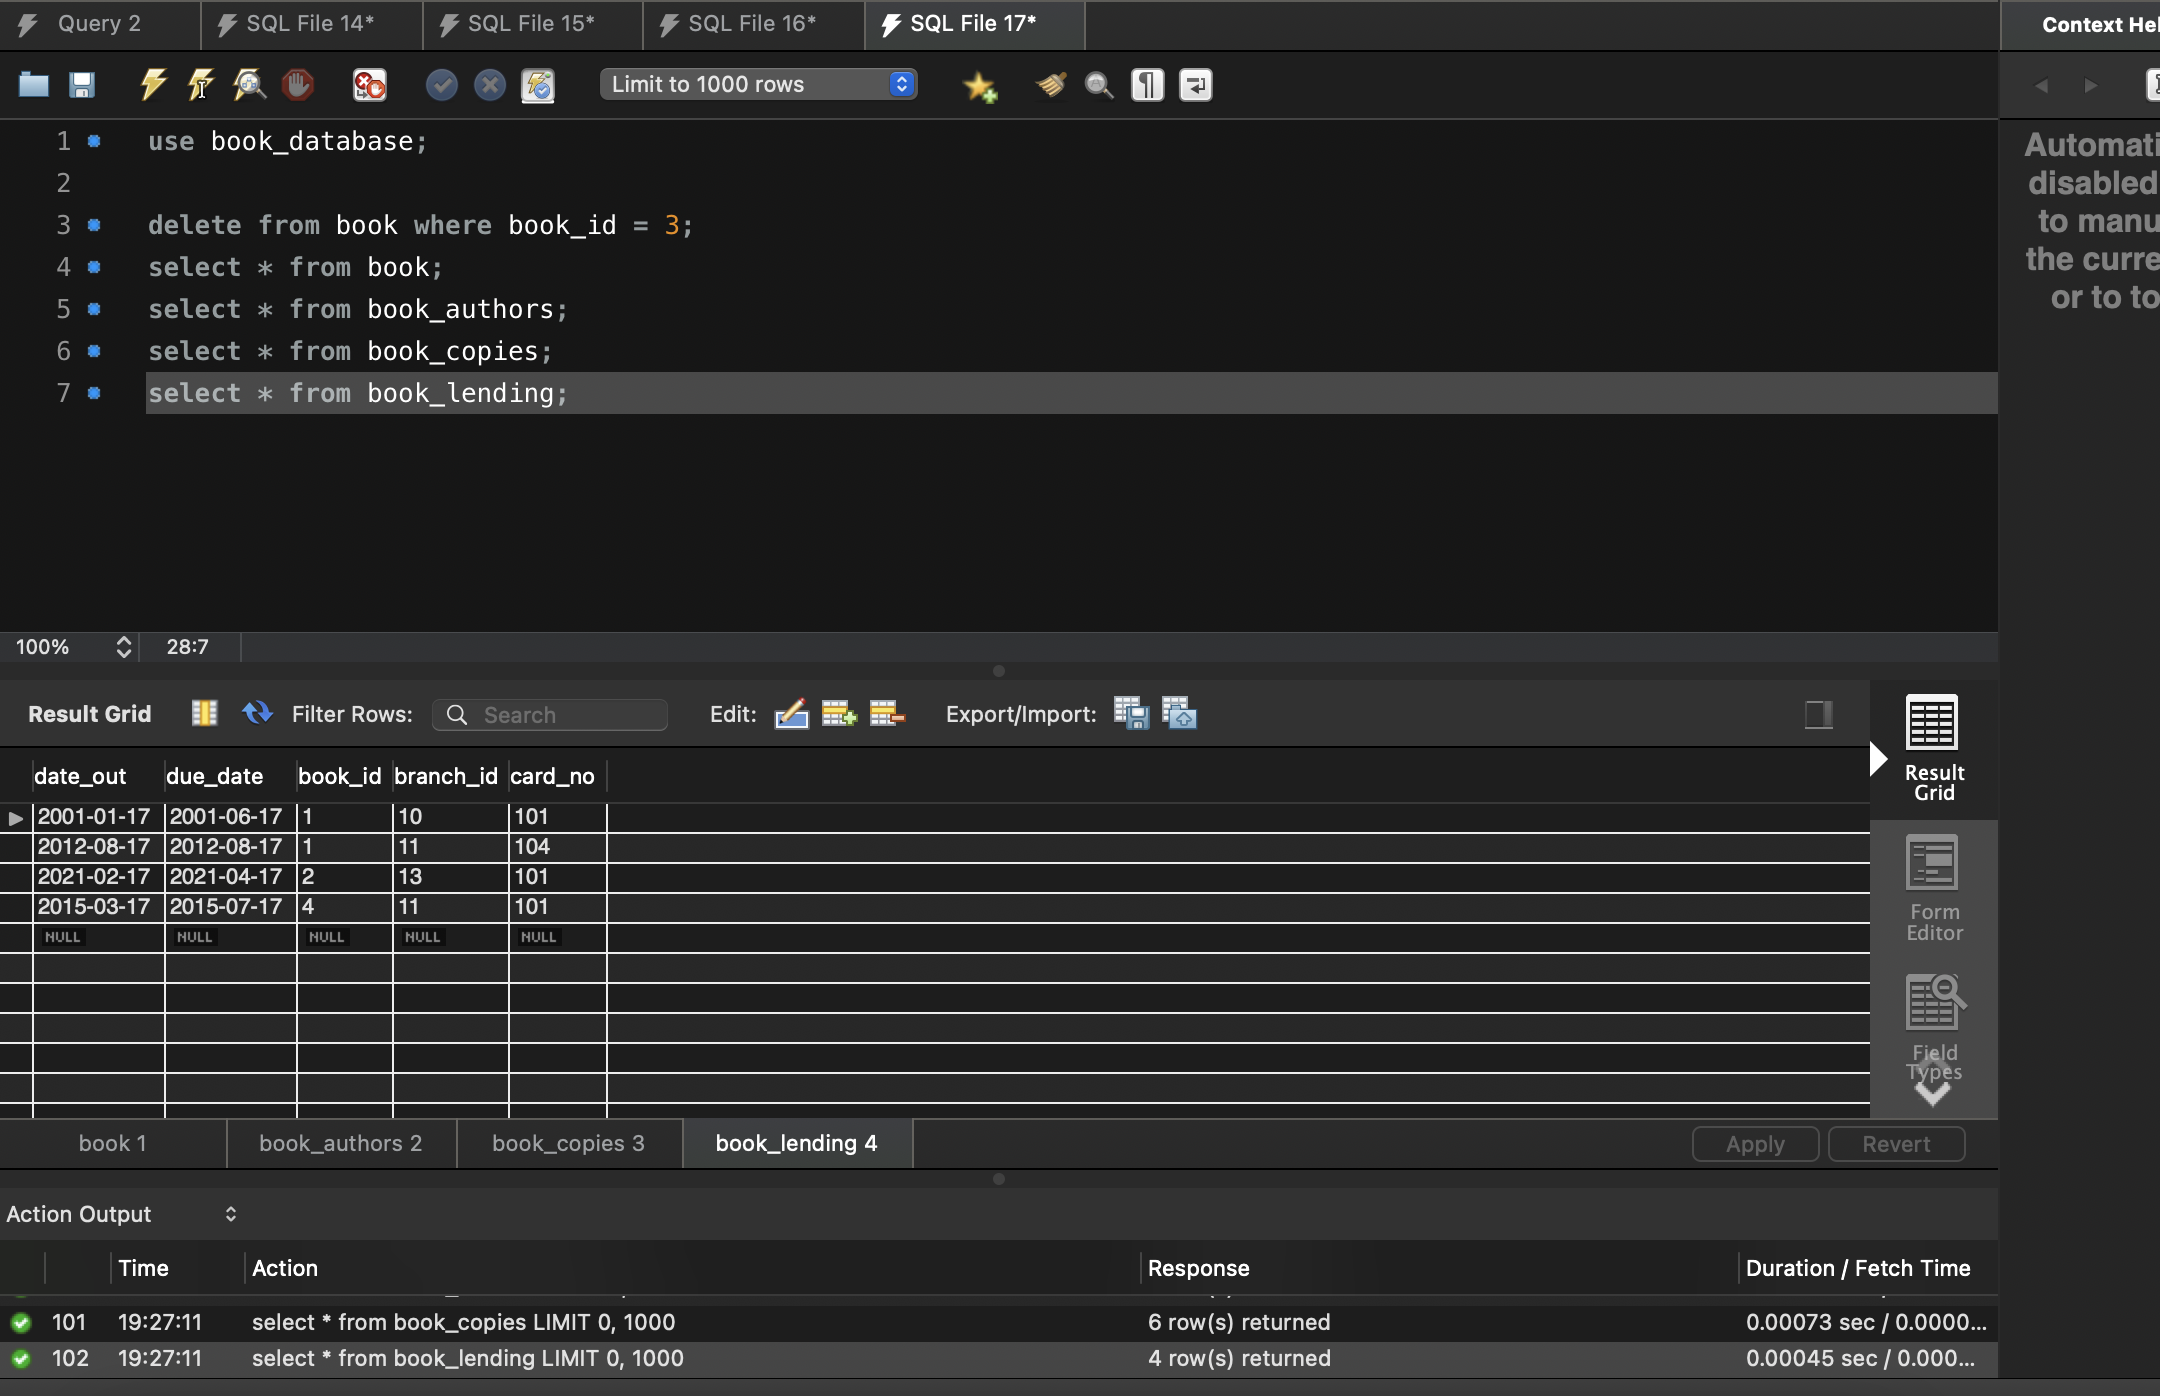 Query 2 SQL File 14* SQL File 15* SQL File 16* SQL File 17* Context Hel
Limit to 1000 rows
1 use book_database;
2
3 delete from book where book_id = 3;
4 select * from book;
5 select * from book_authors;
6 select * from book_copies;
7 select * from book_lending;
Automati
disabled
to manu
the curre
or to to
100% 28:7
Result Grid Filter Rows: Search Edit: Export/Import:
date_out due_date book_id branch_id card_no
2001-01-17 2001-06-17 1 10 101
2012-08-17 2012-08-17 1 11 104
2021-02-17 2021-04-17 2 13 101
2015-03-17 2015-07-17 4 11 101
NULL NULL NULL NULL NULL
Result
Grid
Form
Editor
Field
Types
book 1 book_authors 2 book_copies 3 book_lending 4 Apply Revert
Action Output
Time Action Response Duration / Fetch Time
101 19:27:11 select * from book_copies LIMIT 0, 1000 6 row(s) returned 0.00073 sec / 0.0000...
102 19:27:11 select * from book_lending LIMIT 0, 1000 4 row(s) returned 0.00045 sec / 0.000...